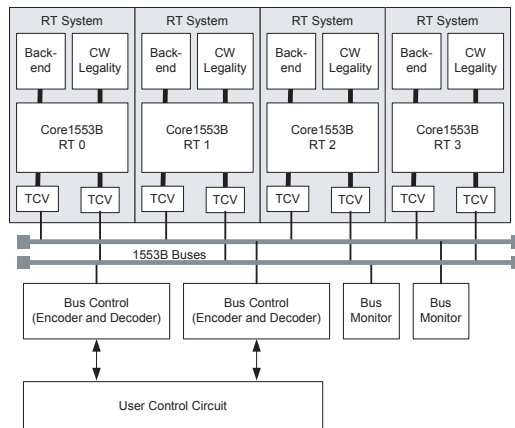 RT System RT System RT System RT System
Back-
end
CW
Legality
Back-
end
CW
Legality
Back-
end
CW
Legality
Back-
end
CW
Legality
Core1553B
RT 0
Core1553B
RT 1
Core1553B
RT 2
Core1553B
RT 3
TCV TCV TCV TCV TCV TCV TCV TCV
1553B Buses
Bus Control
(Encoder and Decoder)
Bus Control
(Encoder and Decoder)
Bus
Monitor
Bus
Monitor
User Control Circuit